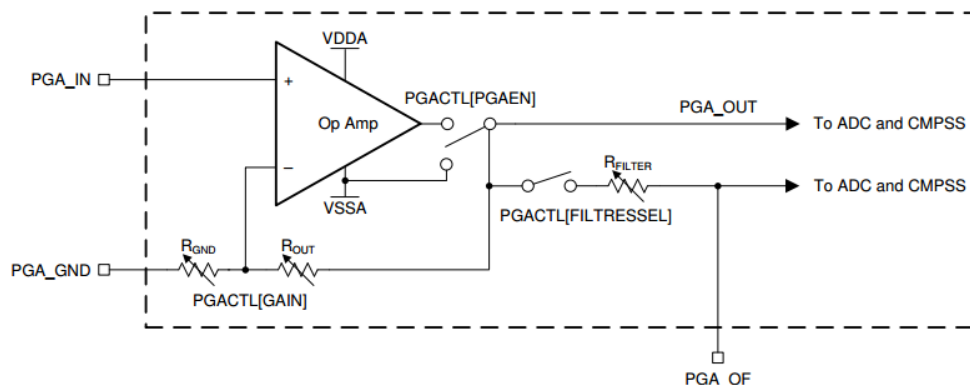 VDDA
PGA_IN
+
PGACTL[PGAEN]
PGA_OUT
Op Amp
To ADC and CMPSS
−
RFILTER
To ADC and CMPSS
VSSA
PGACTL[FILTRESSEL]
RGND
ROUT
PGA_GND
PGACTL[GAIN]
PGA_OF